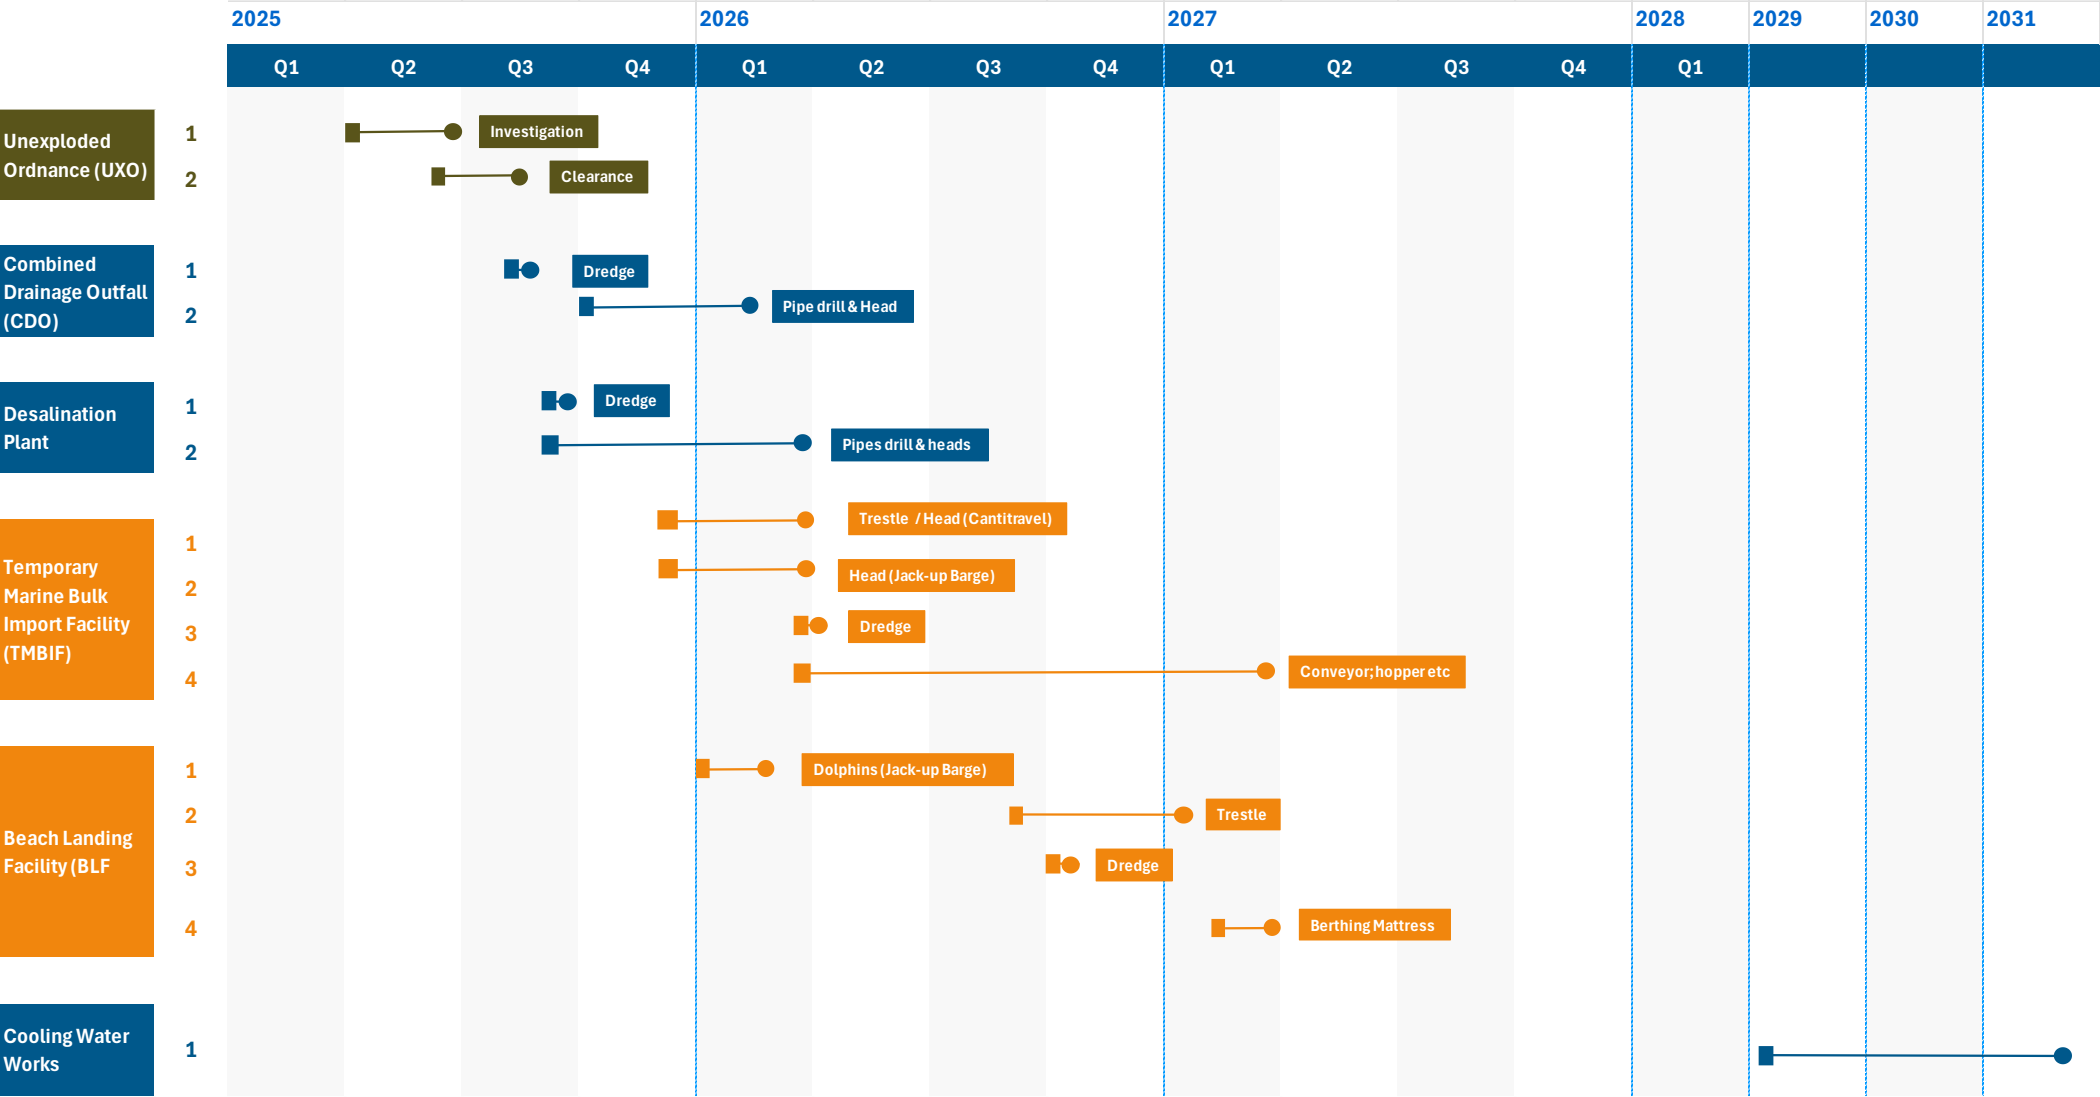 2025 2026 2027 2028 2029 2030 2031
Q1 Q2 Q3 Q4 Q1 Q2 Q3 Q4 Q1 Q2 Q3 Q4 Q1
Unexploded
Ordnance (UXO)
1 Investigation
2 Clearance
Combined
Drainage Outfall
(CDO)
1 Dredge
2 Pipe drill & Head
Desalination
Plant
1 Dredge
2 Pipes drill & heads
Temporary
Marine Bulk
Import Facility
(TMBIF)
1 Trestle / Head (Cantitravel)
2 Head (Jack-up Barge)
3 Dredge
4 Conveyor; hopper etc
Beach Landing
Facility (BLF
1 Dolphins (Jack-up Barge)
2 Trestle
3 Dredge
4 Berthing Mattress
Cooling Water
Works
1